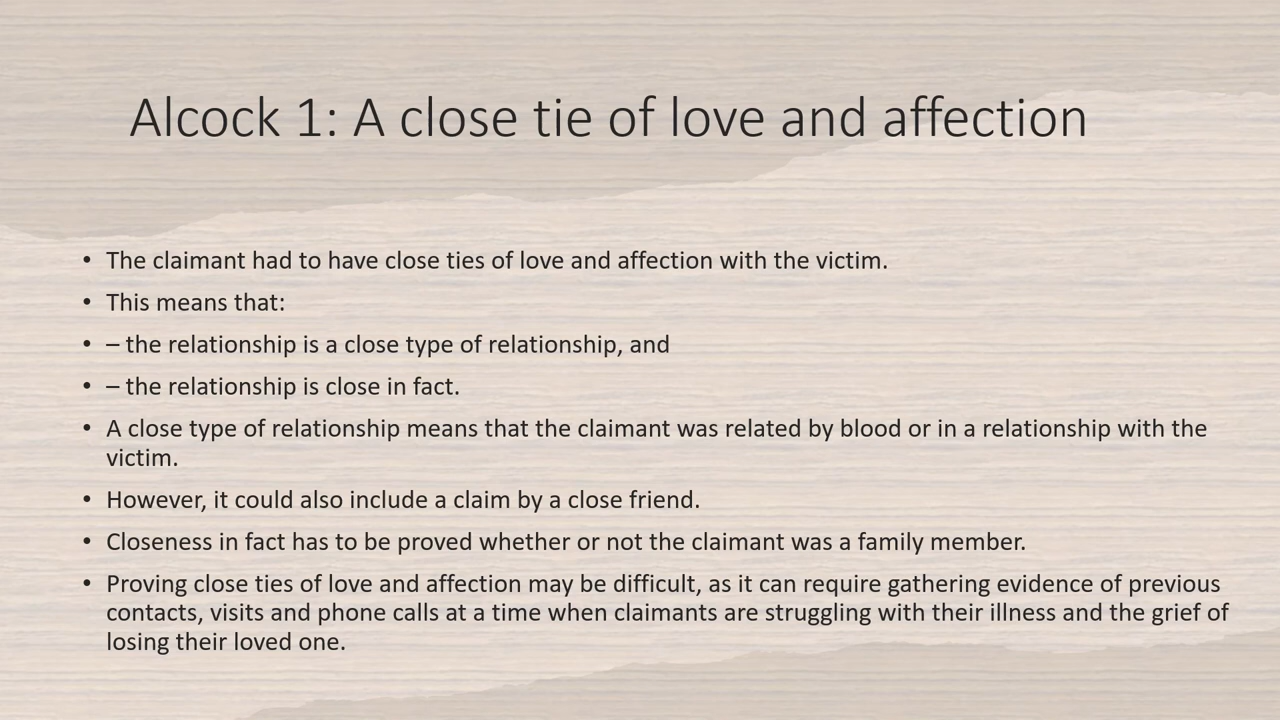 Alcock 1: A close tie of love and affection
• The claimant had to have close ties of love and affection with the victim.
• This means that:
• – the relationship is a close type of relationship, and
• – the relationship is close in fact.
• A close type of relationship means that the claimant was related by blood or in a relationship with the
victim.
• However, it could also include a claim by a close friend.
• Closeness in fact has to be proved whether or not the claimant was a family member.
• Proving close ties of love and affection may be difficult, as it can require gathering evidence of previous
contacts, visits and phone calls at a time when claimants are struggling with their illness and the grief of
losing their loved one.